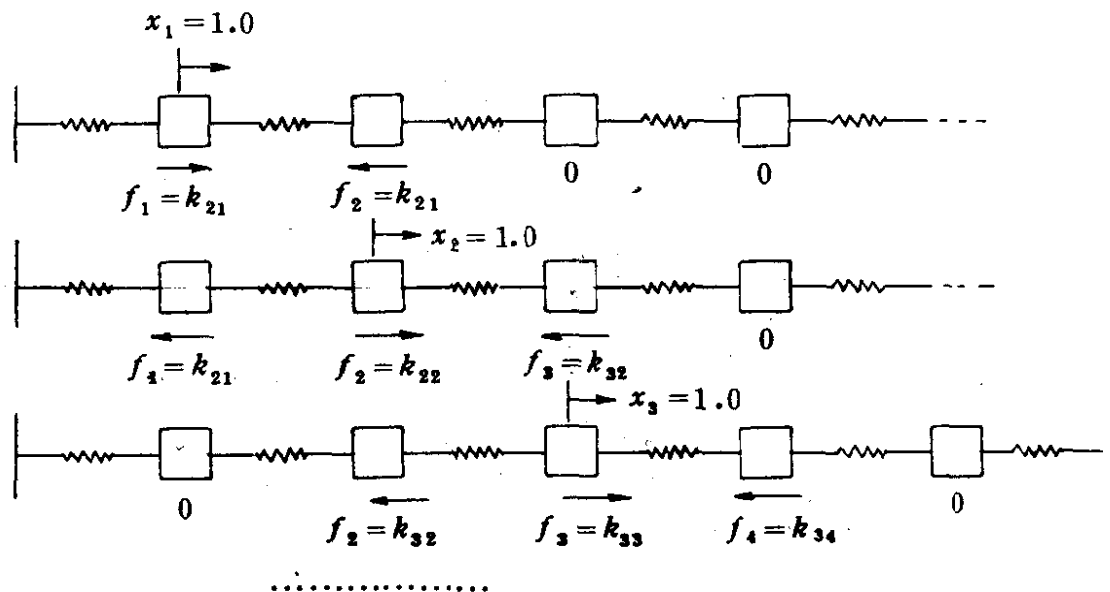 x₁ = 1.0
0 0
f₁ = k₂₁ f₂ = k₂₁
x₂ = 1.0
0
f₁ = k₂₁ f₂ = k₂₂ f₃ = k₃₂
x₃ = 1.0
0 0
f₂ = k₃₂ f₃ = k₃₃ f₄ = k₃₄